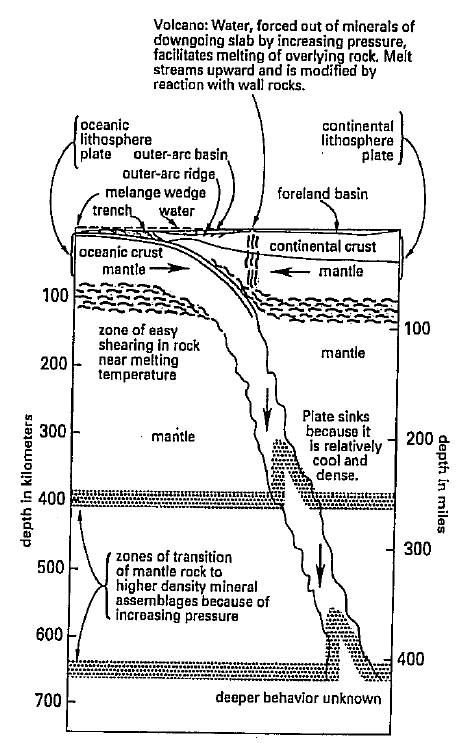 Volcano: Water, forced out of minerals of
downgoing slab by increasing pressure,
facilitates melting of overlying rock. Melt
streams upward and is modified by
reaction with wall rocks.
oceanic
lithosphere
plate
continental
lithosphere
plate
outer-arc basin
outer-arc ridge
melange wedge
trench
water
foreland basin
oceanic crust
mantle
continental crust
mantle
100
200
300
400
500
600
700
depth in kilometers
100
200
300
400
depth in miles
zone of easy
shearing in rock
near melting
temperature
mantle
mantle
Plate sinks
because it
is relatively
cool and
dense.
zones of transition
of mantle rock to
higher density mineral
assemblages because of
increasing pressure
deeper behavior unknown